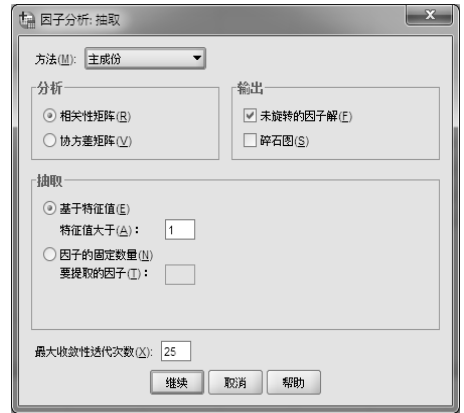 因子分析: 抽取
方法(M): 主成份
分析
相关性矩阵(R)
协方差矩阵(V)
输出
未旋转的因子解(F)
碎石图(S)
抽取
基于特征值(E)
特征值大于(A): 1
因子的固定数量(N)
要提取的因子(T):
最大收敛性迭代次数(X): 25
继续 取消 帮助